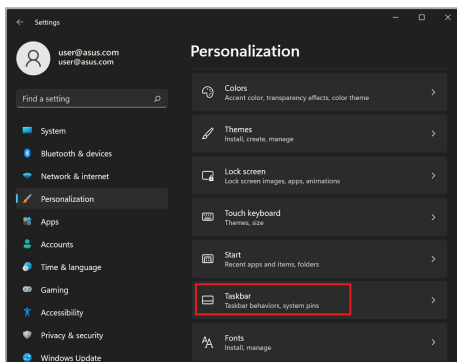 Settings
user@asus.com
user@asus.com
Find a setting
System
Bluetooth & devices
Network & internet
Personalization
Apps
Accounts
Time & language
Gaming
Accessibility
Privacy & security
Windows Update
Personalization
Colors
Accent color, transparency effects, color theme
Themes
Install, create, manage
Lock screen
Lock screen images, apps, animations
Touch keyboard
Themes, size
Start
Recent apps and items, folders
Taskbar
Taskbar behaviors, system pins
Fonts
Install, manage